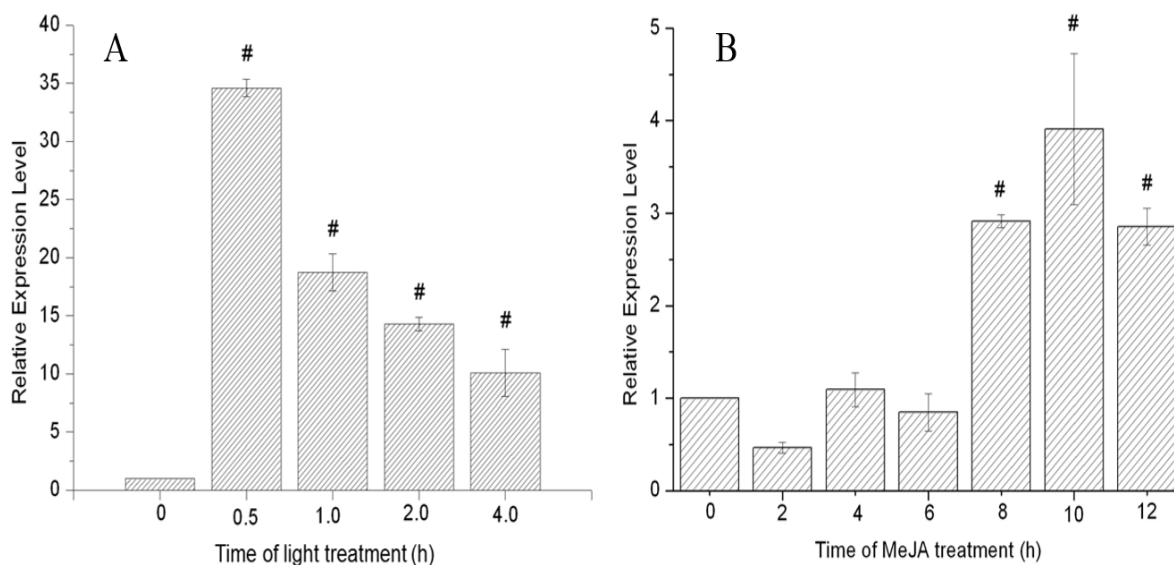 A
#
#
#
#
40
35
30
25
20
15
10
5
0
Relative Expression Level
0 0.5 1.0 2.0 4.0
Time of light treatment (h)
B
#
#
#
5
4
3
2
1
0
Relative Expression Level
0 2 4 6 8 10 12
Time of MeJA treatment (h)